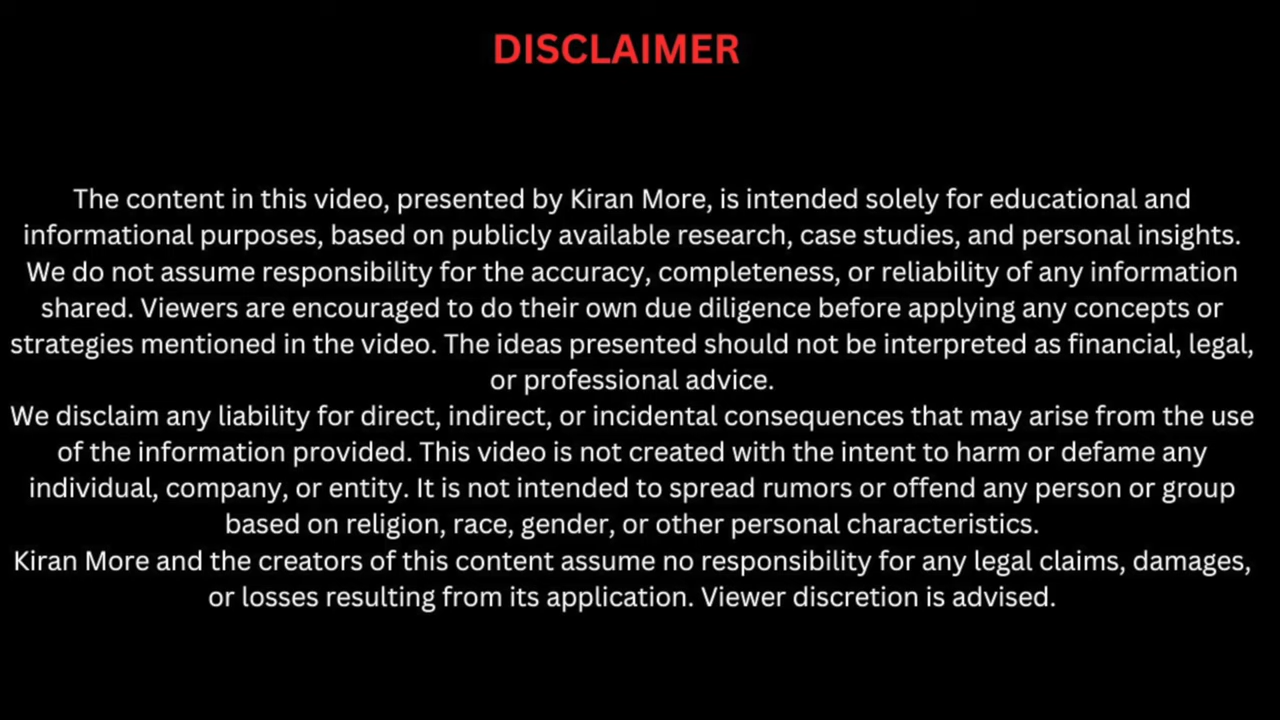 DISCLAIMER
The content in this video, presented by Kiran More, is intended solely for educational and
informational purposes, based on publicly available research, case studies, and personal insights.
We do not assume responsibility for the accuracy, completeness, or reliability of any information
shared. Viewers are encouraged to do their own due diligence before applying any concepts or
strategies mentioned in the video. The ideas presented should not be interpreted as financial, legal,
or professional advice.
We disclaim any liability for direct, indirect, or incidental consequences that may arise from the use
of the information provided. This video is not created with the intent to harm or defame any
individual, company, or entity. It is not intended to spread rumors or offend any person or group
based on religion, race, gender, or other personal characteristics.
Kiran More and the creators of this content assume no responsibility for any legal claims, damages,
or losses resulting from its application. Viewer discretion is advised.